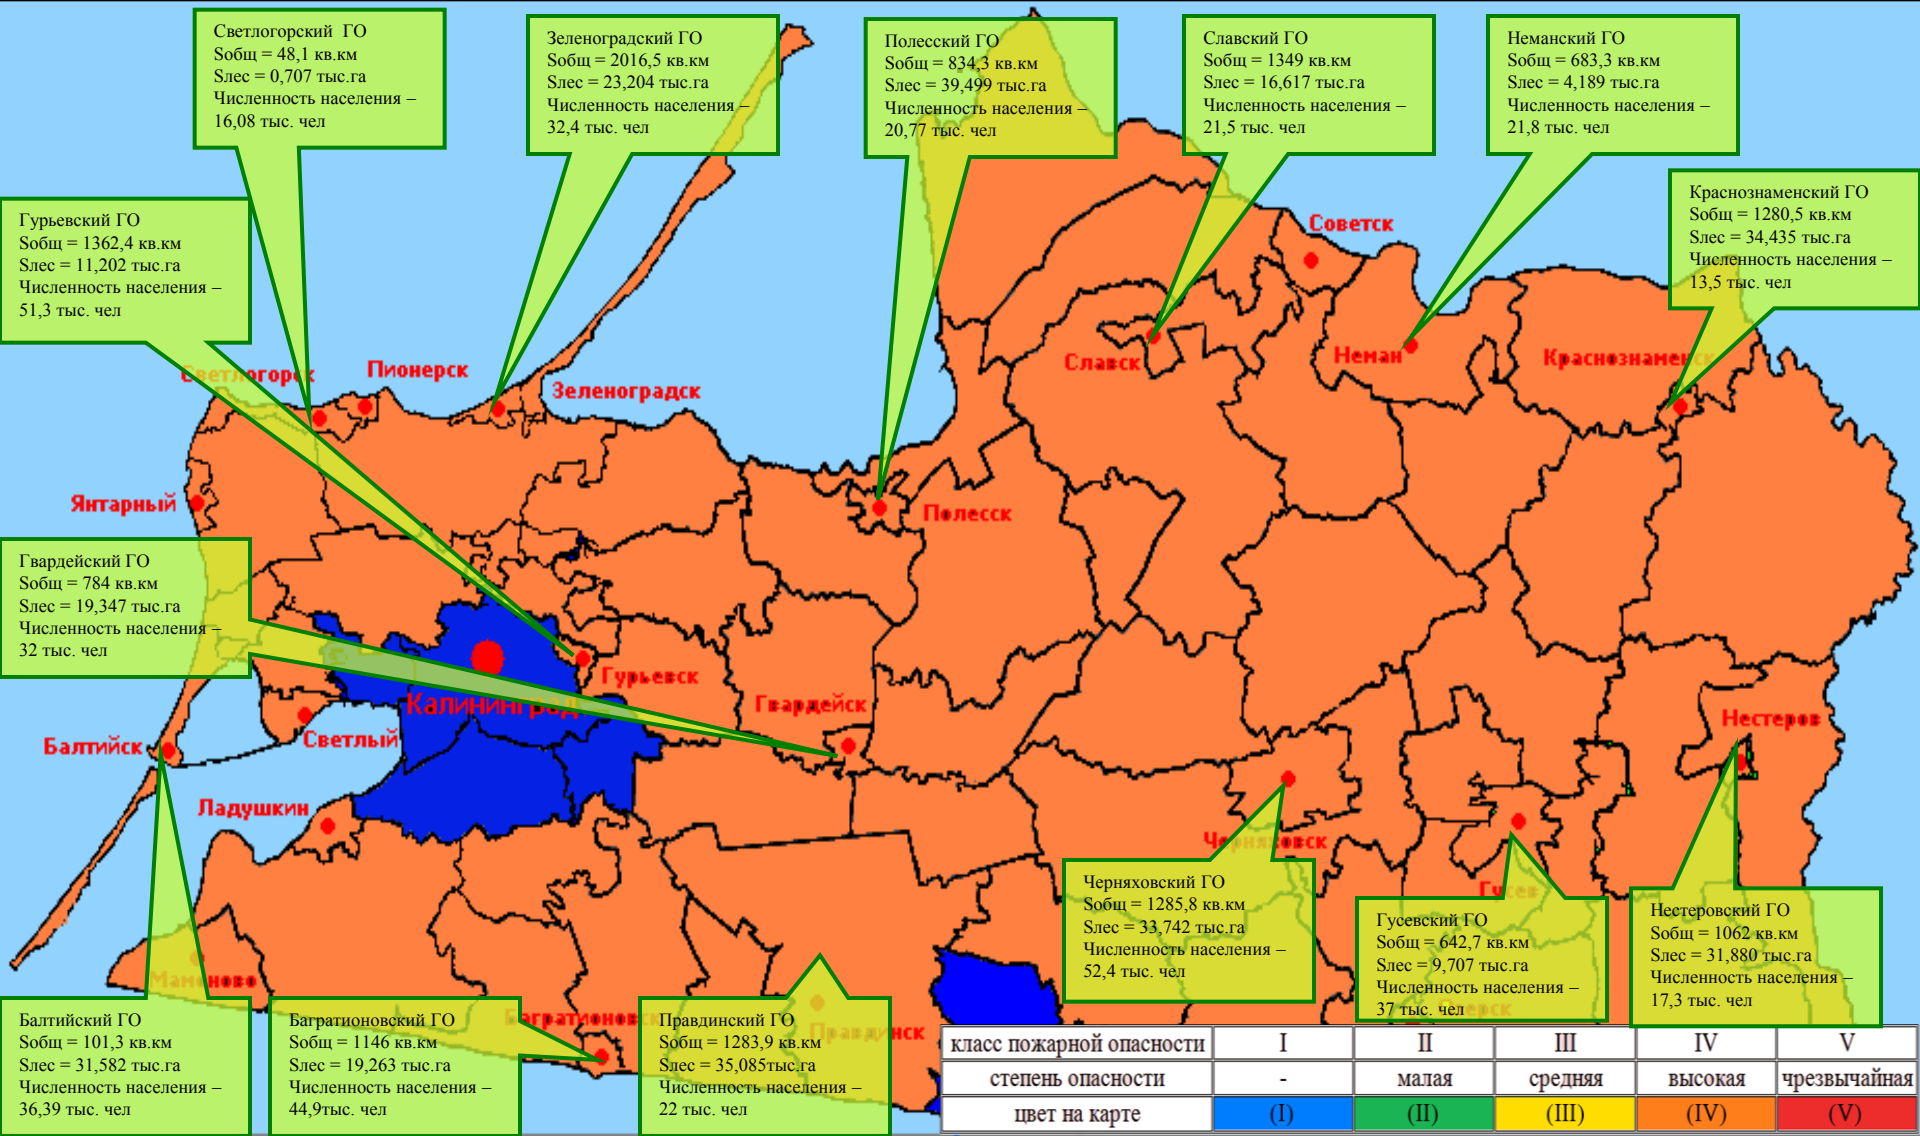 Светлогорский ГО
Sобщ = 48,1 кв.км
Sлес = 0,707 тыс.га
Численность населения –
16,08 тыс. чел
Зеленоградский ГО
Sобщ = 2016,5 кв.км
Sлес = 23,204 тыс.га
Численность населения –
32,4 тыс. чел
Полесский ГО
Sобщ = 834,3 кв.км
Sлес = 39,499 тыс.га
Численность населения –
20,77 тыс. чел
Славский ГО
Sобщ = 1349 кв.км
Sлес = 16,617 тыс.га
Численность населения –
21,5 тыс. чел
Неманский ГО
Sобщ = 683,3 кв.км
Sлес = 4,189 тыс.га
Численность населения –
21,8 тыс. чел
Краснознаменский ГО
Sобщ = 1280,5 кв.км
Sлес = 34,435 тыс.га
Численность населения –
13,5 тыс. чел
Гурьевский ГО
Sобщ = 1362,4 кв.км
Sлес = 11,202 тыс.га
Численность населения –
51,3 тыс. чел
Советск
Светлогорск
Пионерск
Зеленоградск
Славск
Неман
Краснознаменск
Янтарный
Полесск
Гвардейский ГО
Sобщ = 784 кв.км
Sлес = 19,347 тыс.га
Численность населения –
32 тыс. чел
Гурьевск
Калининград
Гвардейск
Нестеров
Балтийск
Светлый
Ладушкин
Черняховск
Гусев
Черняховский ГО
Sобщ = 1285,8 кв.км
Sлес = 33,742 тыс.га
Численность населения –
52,4 тыс. чел
Гусевский ГО
Sобщ = 642,7 кв.км
Sлес = 9,707 тыс.га
Численность населения –
37 тыс. чел
Нестеровский ГО
Sобщ = 1062 кв.км
Sлес = 31,880 тыс.га
Численность населения –
17,3 тыс. чел
Мамоново
Багратионовск
Правдинск
Озерск
Балтийский ГО
Sобщ = 101,3 кв.км
Sлес = 31,582 тыс.га
Численность населения –
36,39 тыс. чел
Багратионовский ГО
Sобщ = 1146 кв.км
Sлес = 19,263 тыс.га
Численность населения –
44,9тыс. чел
Правдинский ГО
Sобщ = 1283,9 кв.км
Sлес = 35,085тыс.га
Численность населения –
22 тыс. чел
класс пожарной опасности I II III IV V
степень опасности - малая средняя высокая чрезвычайная
цвет на карте (I) (II) (III) (IV) (V)